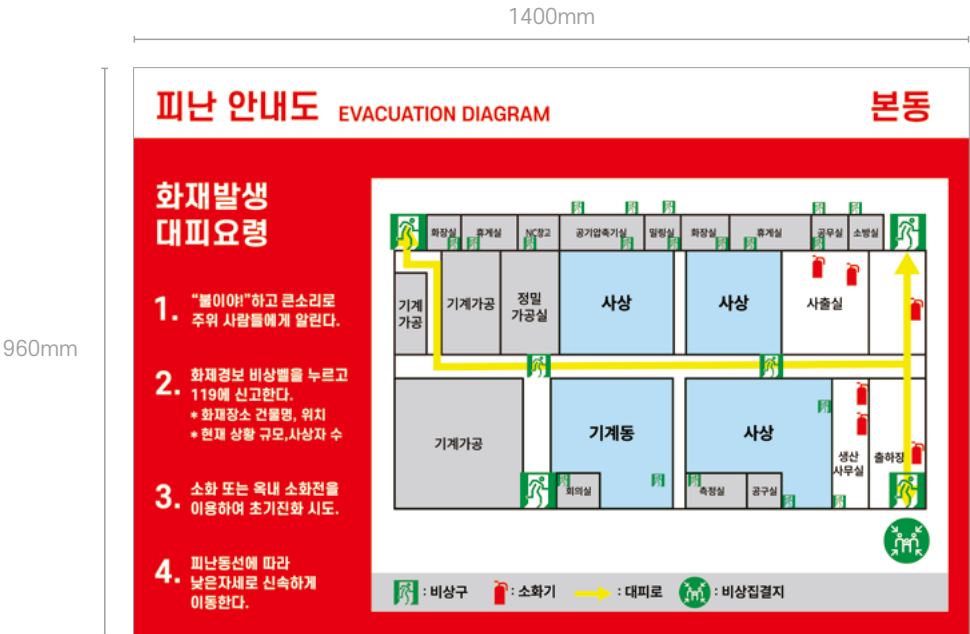 1400mm
960mm
피난 안내도 EVACUATION DIAGRAM
본동
화재발생
대피요령
1. "불이야!"하고 큰소리로
주위 사람들에게 알린다.
2. 화제경보 비상벨을 누르고
119에 신고한다.
* 화재장소 건물명, 위치
* 현재 상황 규모,사상자 수
3. 소화 또는 옥내 소화전을
이용하여 초기진화 시도.
4. 피난동선에 따라
낮은자세로 신속하게
이동한다.
화장실 휴게실 NC창고 공기압축기실 밀링실 화장실 휴게실 공무실 소방실
기계
가공
기계가공
정밀
가공실
사상
사상
사출실
기계가공
기계동
사상
생산
사무실
출하장
회의실
측정실
공구실
: 비상구 : 소화기 : 대피로 : 비상집결지